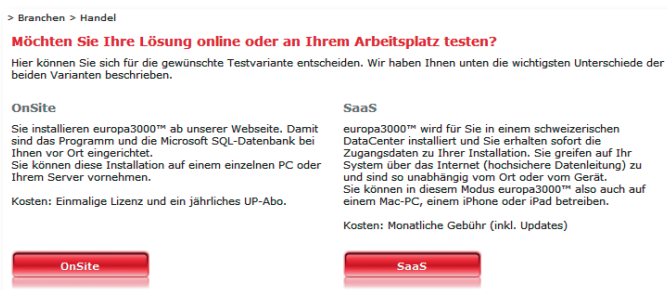 > Branchen > Handel
Möchten Sie Ihre Lösung online oder an Ihrem Arbeitsplatz testen?
Hier können Sie sich für die gewünschte Testvariante entscheiden. Wir haben Ihnen unten die wichtigsten Unterschiede der
beiden Varianten beschrieben.
OnSite
Sie installieren europa3000™ ab unserer Webseite. Damit
sind das Programm und die Microsoft SQL-Datenbank bei
Ihnen vor Ort eingerichtet.
Sie können diese Installation auf einem einzelnen PC oder
Ihrem Server vornehmen.
Kosten: Einmalige Lizenz und ein jährliches UP-Abo.
OnSite
SaaS
europa3000™ wird für Sie in einem schweizerischen
DataCenter installiert und Sie erhalten sofort die
Zugangsdaten zu Ihrer Installation. Sie greifen auf Ihr
System über das Internet (hochsichere Datenleitung) zu
und sind so unabhängig vom Ort oder vom Gerät.
Sie können in diesem Modus europa3000™ also auch auf
einem Mac-PC, einem iPhone oder iPad betreiben.
Kosten: Monatliche Gebühr (inkl. Updates)
SaaS